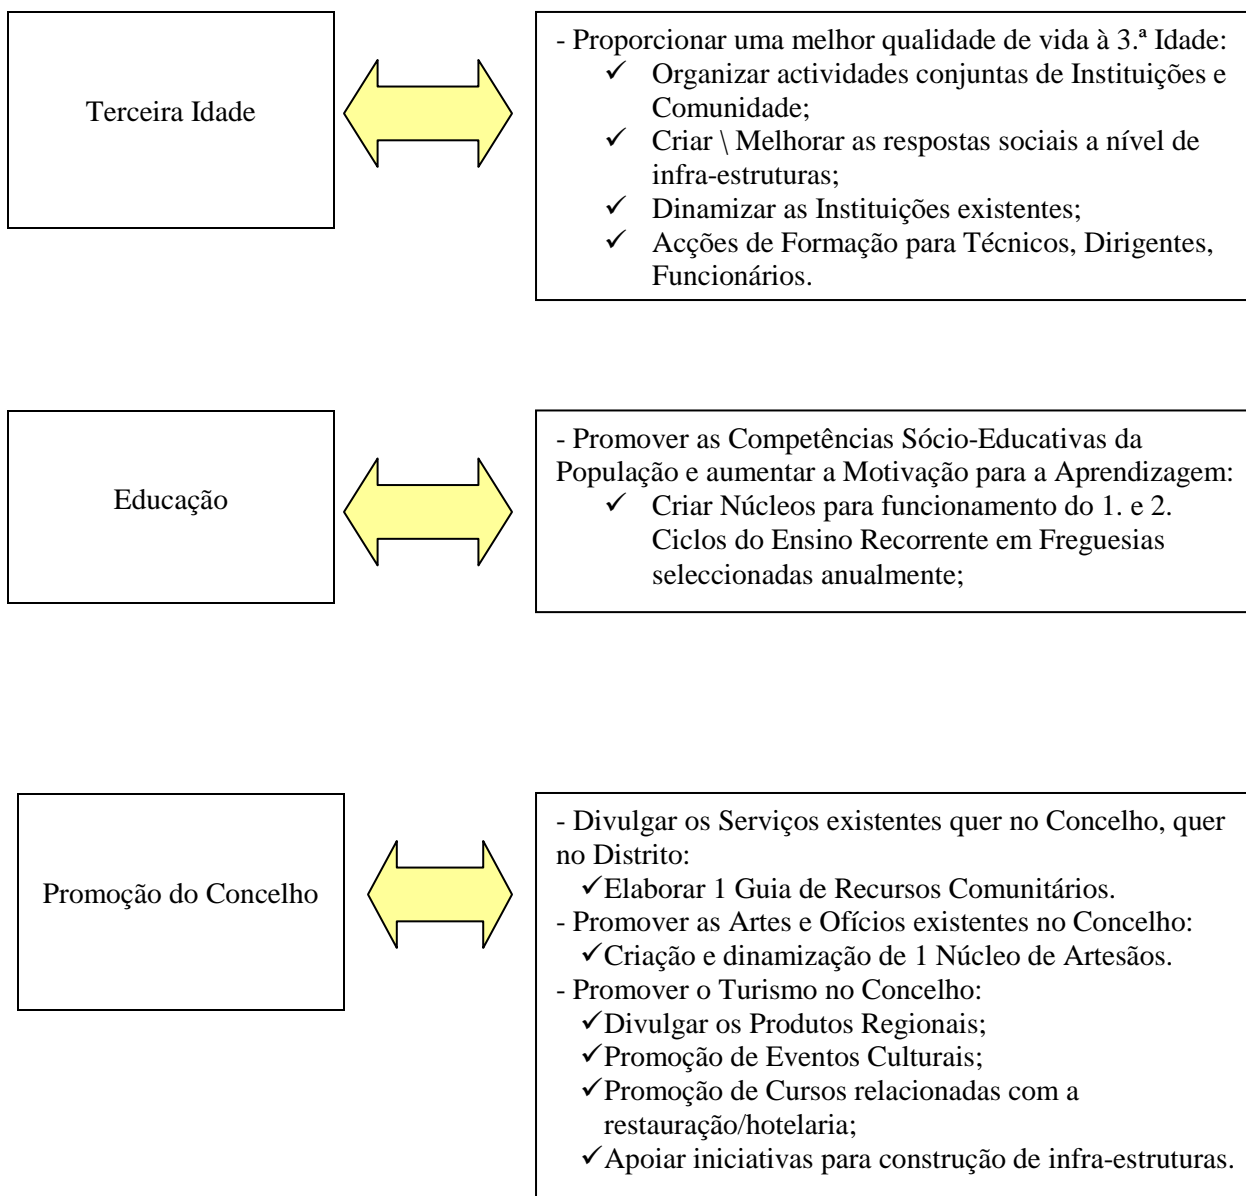 Terceira Idade
- Proporcionar uma melhor qualidade de vida à 3.ª Idade:
✓ Organizar actividades conjuntas de Instituições e
Comunidade;
✓ Criar \ Melhorar as respostas sociais a nível de
infra-estruturas;
✓ Dinamizar as Instituições existentes;
✓ Acções de Formação para Técnicos, Dirigentes,
Funcionários.
Educação
- Promover as Competências Sócio-Educativas da
População e aumentar a Motivação para a Aprendizagem:
✓ Criar Núcleos para funcionamento do 1. e 2.
Ciclos do Ensino Recorrente em Freguesias
seleccionadas anualmente;
Promoção do Concelho
- Divulgar os Serviços existentes quer no Concelho, quer
no Distrito:
✓Elaborar 1 Guia de Recursos Comunitários.
- Promover as Artes e Ofícios existentes no Concelho:
✓Criação e dinamização de 1 Núcleo de Artesãos.
- Promover o Turismo no Concelho:
✓Divulgar os Produtos Regionais;
✓Promoção de Eventos Culturais;
✓Promoção de Cursos relacionadas com a
restauração/hotelaria;
✓Apoiar iniciativas para construção de infra-estruturas.